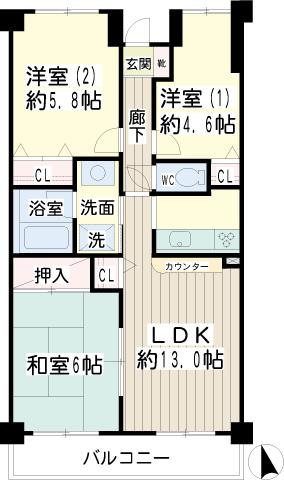 玄関
靴
洋室(2)
約5.8帖
洋室(1)
約4.6帖
廊下
CL
WC
CL
浴室
洗面
洗
カウンター
押入
CL
LDK
約13.0帖
和室6帖
バルコニー